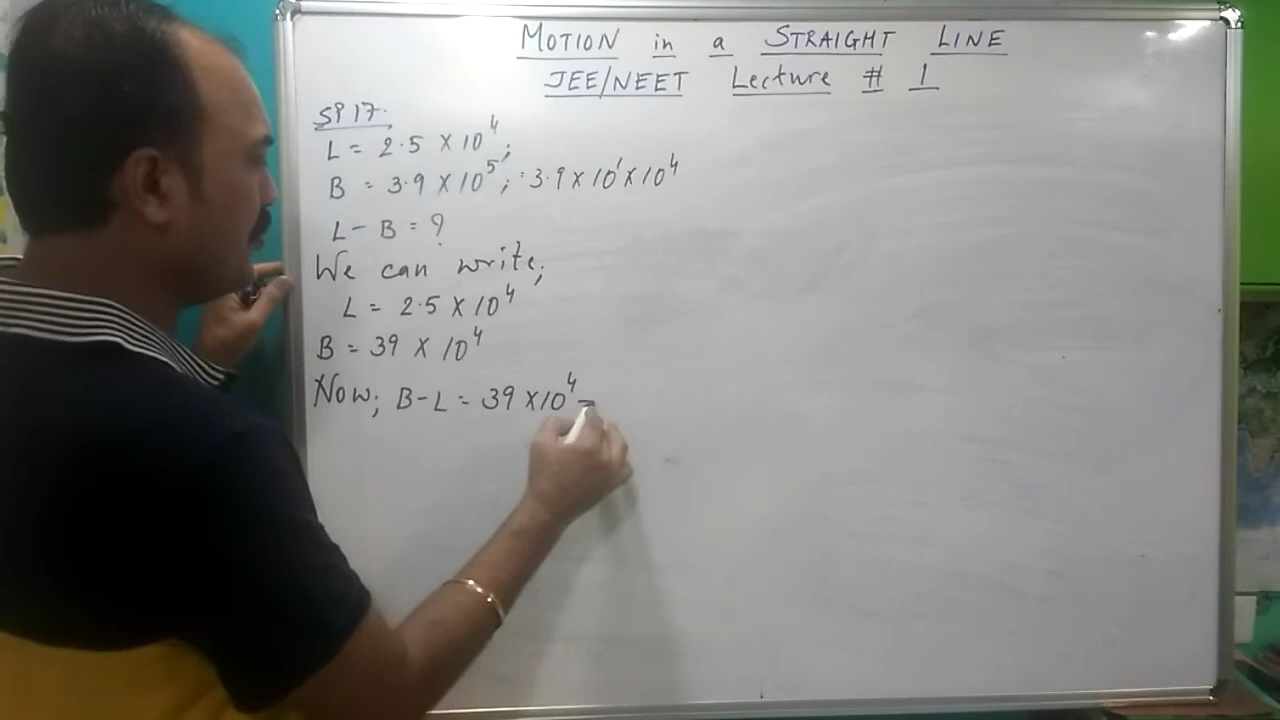 MOTION in a STRAIGHT LINE
JEE/NEET Lecture # 1
SP 17.
L = 2.5 × 10⁴;
B = 3.9 × 10⁵; = 3.9 × 10¹ × 10⁴
L - B = ?
We can write;
L = 2.5 × 10⁴
B = 39 × 10⁴
Now; B - L = 39 × 10⁴ -